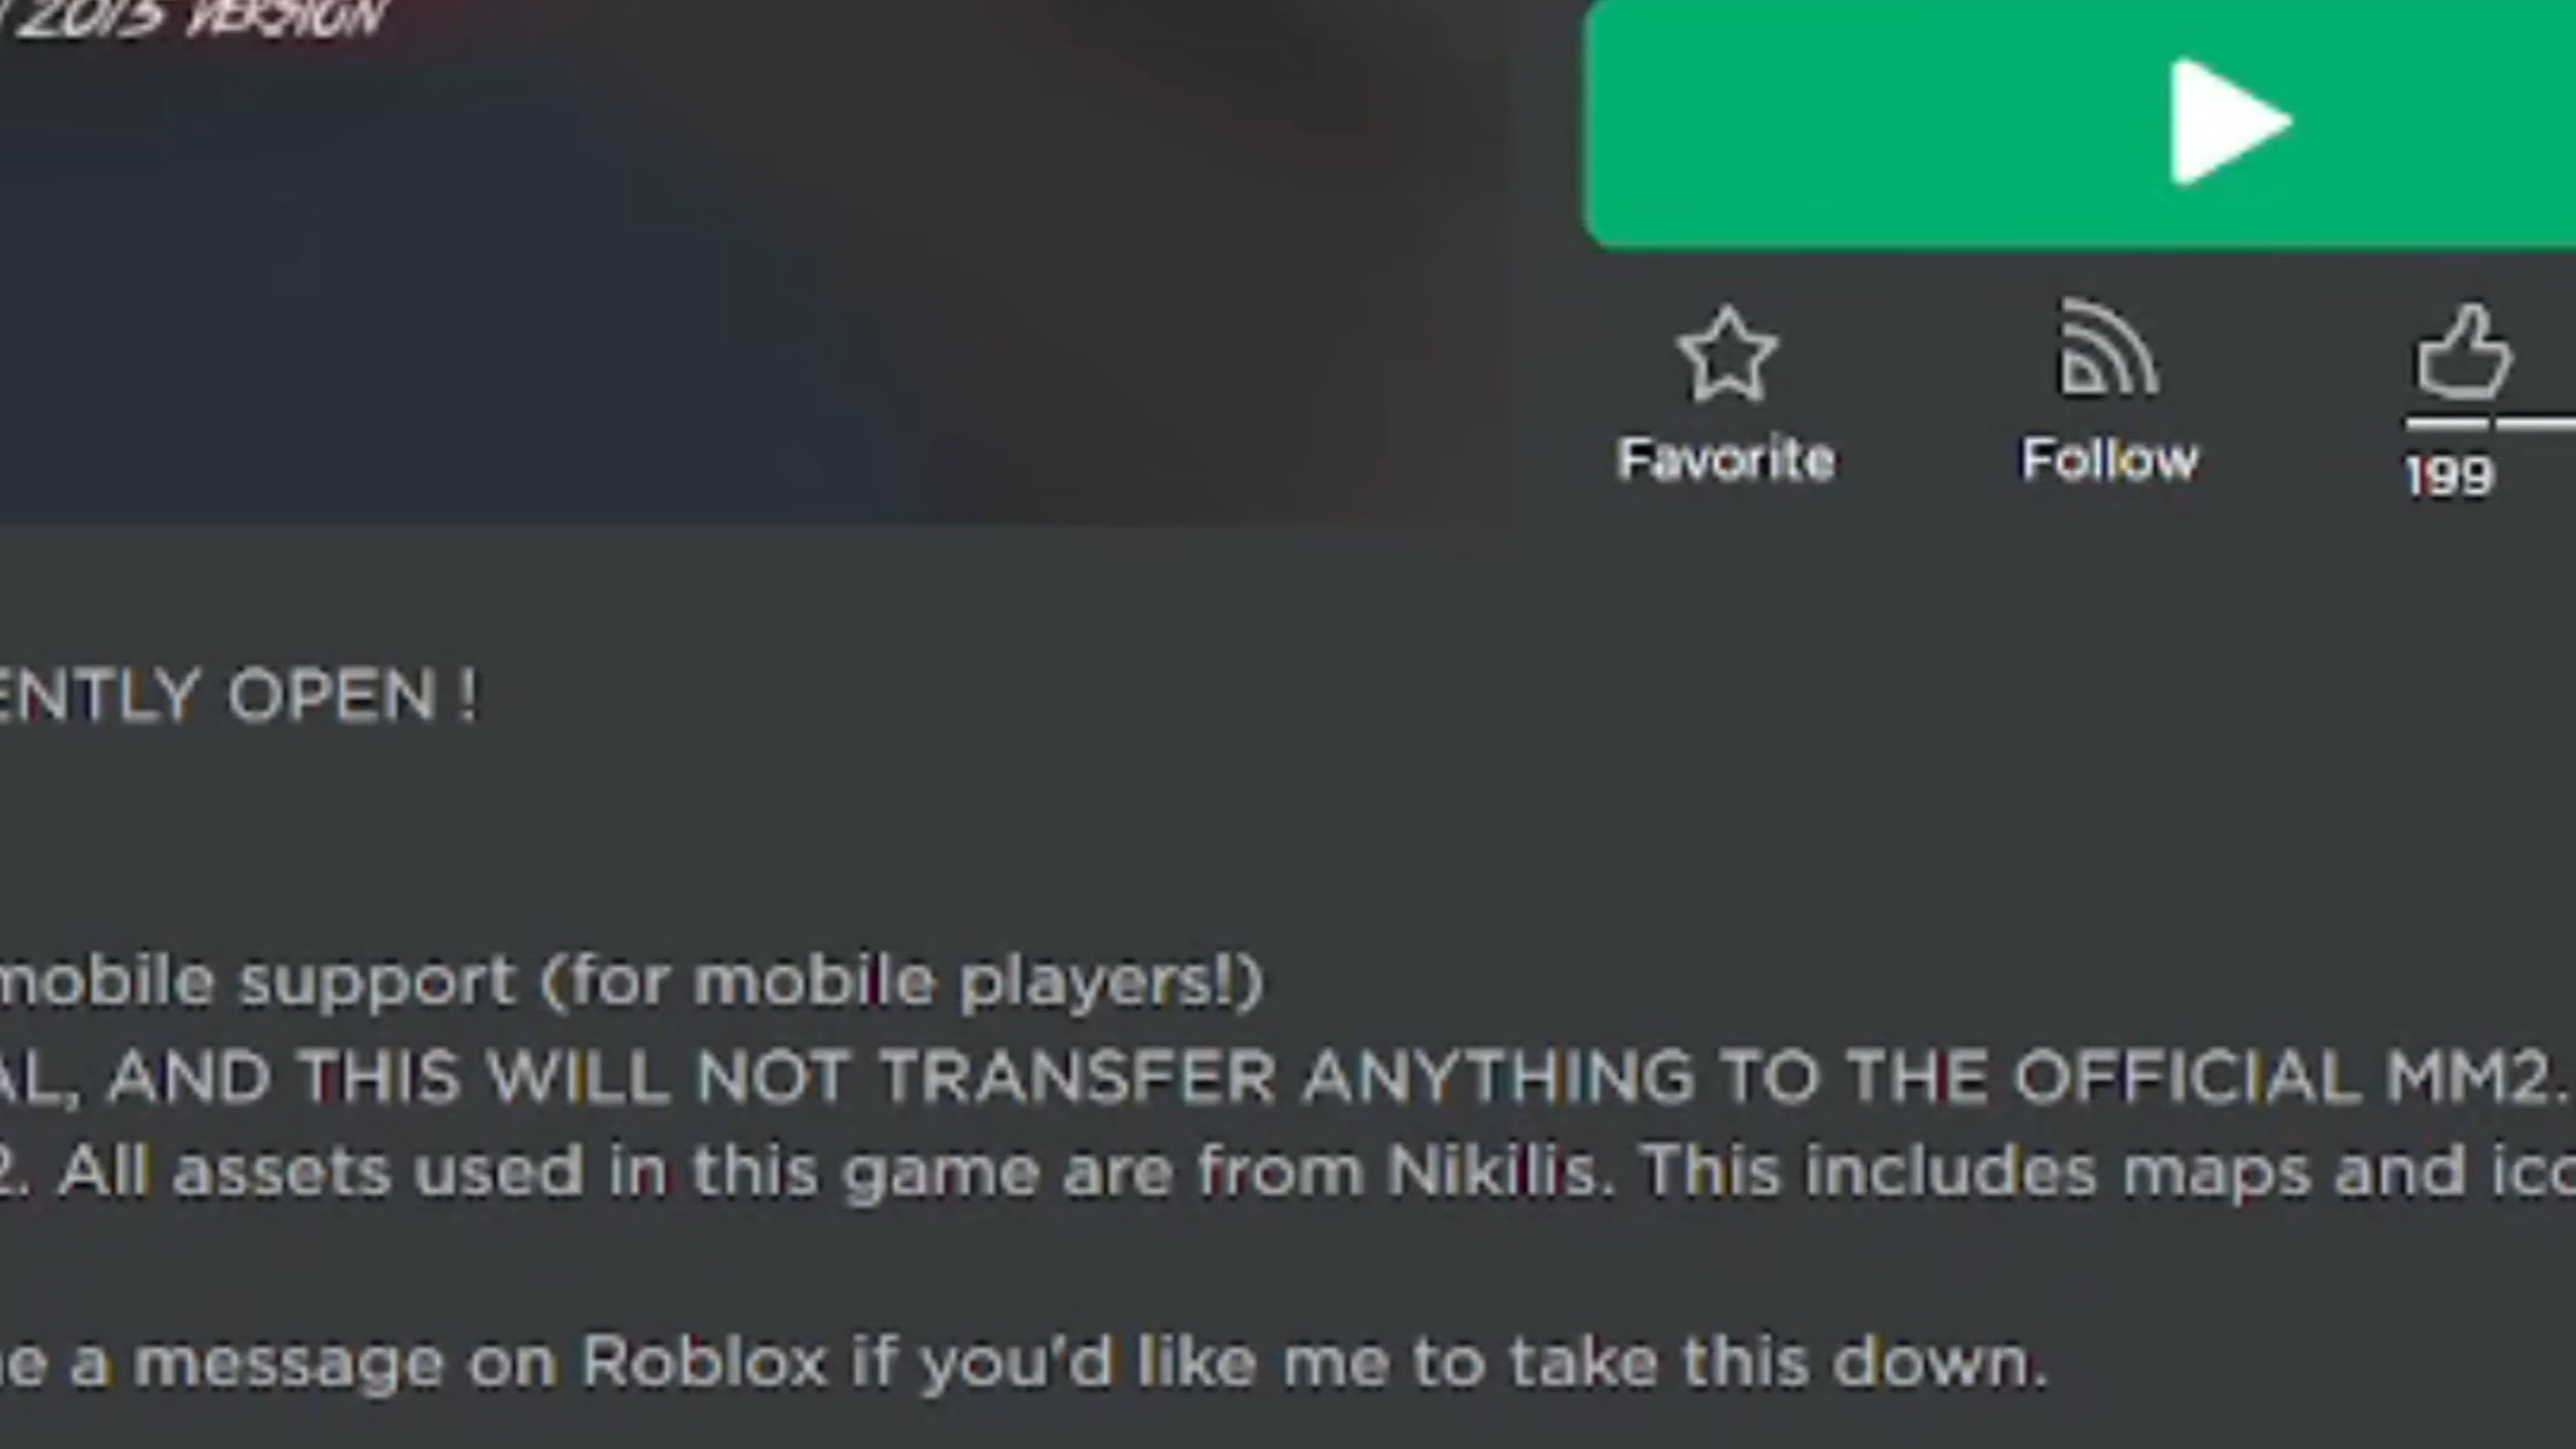 2015 VERSION
Favorite
Follow
199
ENTLY OPEN !
mobile support (for mobile players!)
AL, AND THIS WILL NOT TRANSFER ANYTHING TO THE OFFICIAL MM2.
2. All assets used in this game are from Nikilis. This includes maps and ico
e a message on Roblox if you'd like me to take this down.